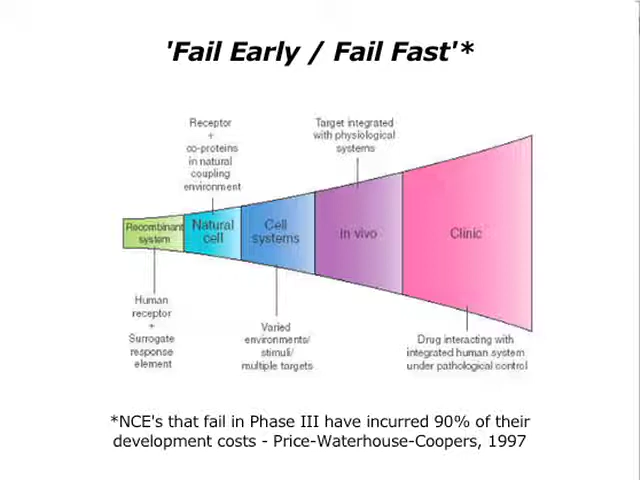 'Fail Early / Fail Fast'*
Receptor
+
co-proteins
in natural
coupling
environment
Target integrated
with physiological
systems
Recombinant
system
Natural
cell
Cell
systems
In vivo
Clinic
Human
receptor
+
Surrogate
response
element
Varied
environments/
stimuli/
multiple targets
Drug interacting with
integrated human system
under pathological control
*NCE's that fail in Phase III have incurred 90% of their
development costs - Price-Waterhouse-Coopers, 1997